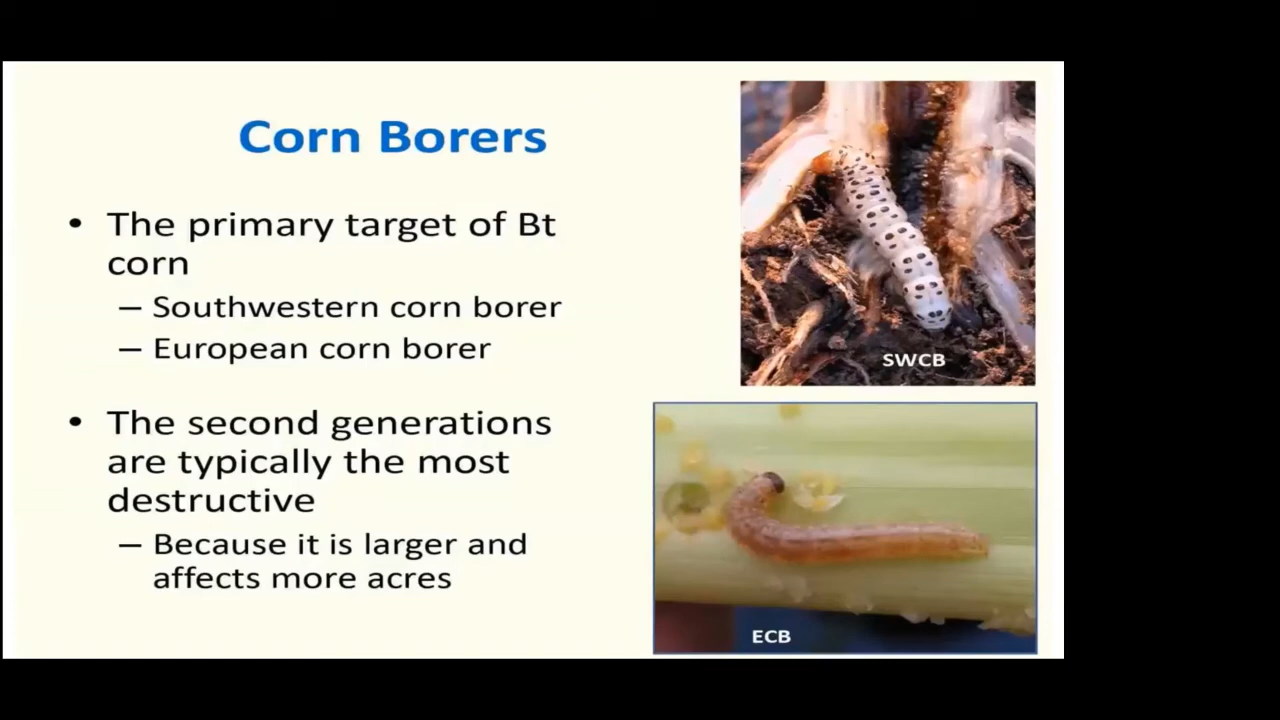 Corn Borers
• The primary target of Bt
corn
– Southwestern corn borer
– European corn borer
• The second generations
are typically the most
destructive
– Because it is larger and
affects more acres
SWCB
ECB